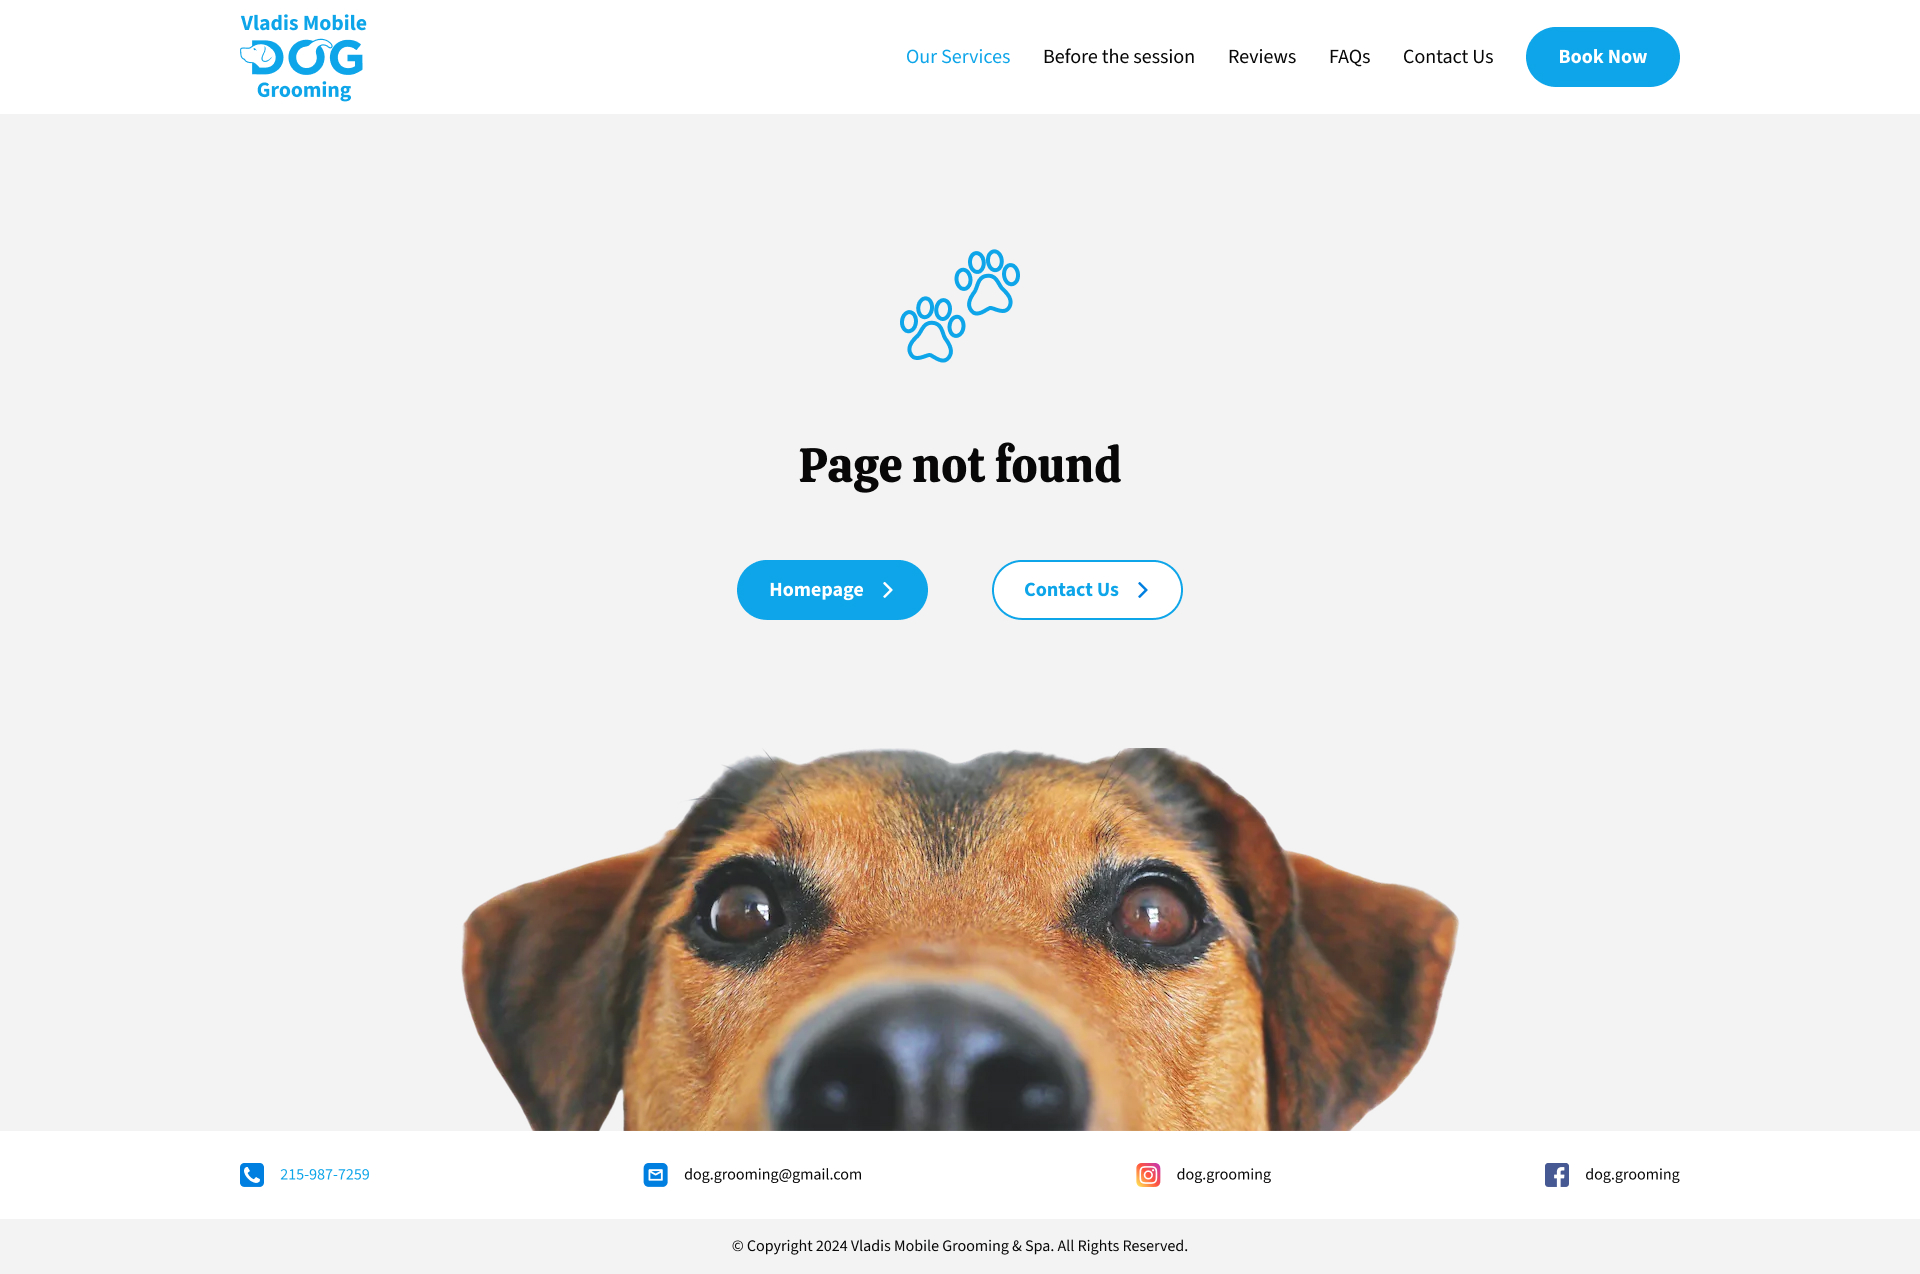 Vladis Mobile
DOG
Grooming
Our Services
Before the session
Reviews
FAQs
Contact Us
Book Now
Page not found
Homepage
Contact Us
215-987-7259
dog.grooming@gmail.com
dog.grooming
dog.grooming
© Copyright 2024 Vladis Mobile Grooming & Spa. All Rights Reserved.